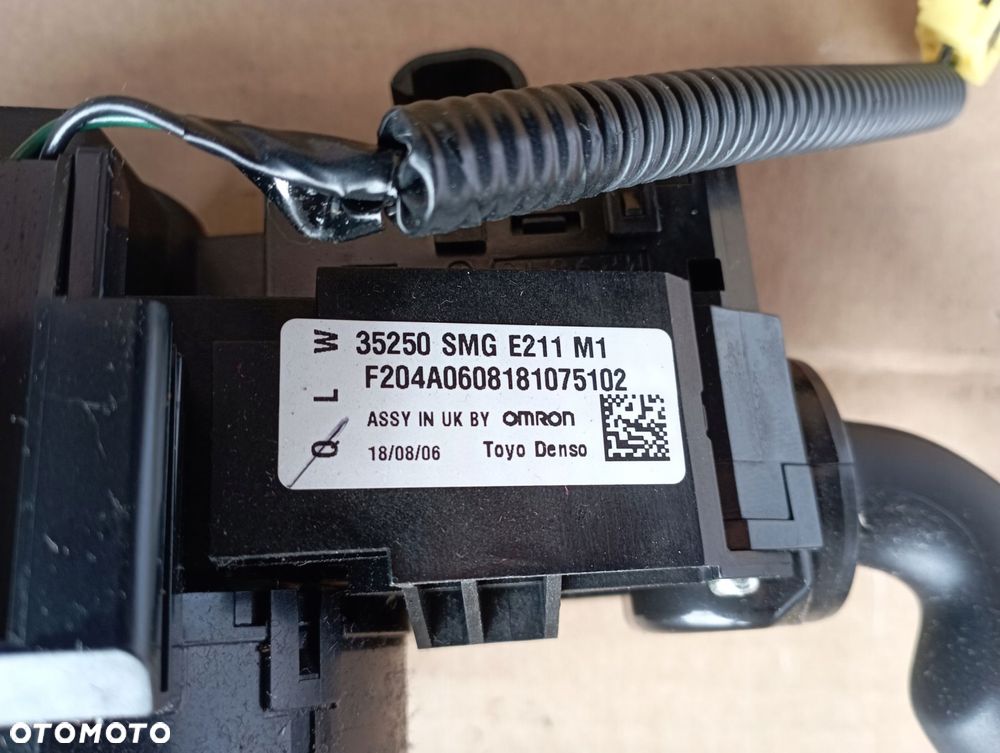 W
L
Q
35250 SMG E211 M1
F204A0608181075102
ASSY IN UK BY OMRON
18/08/06 Toyo Denso
OTOMOTO